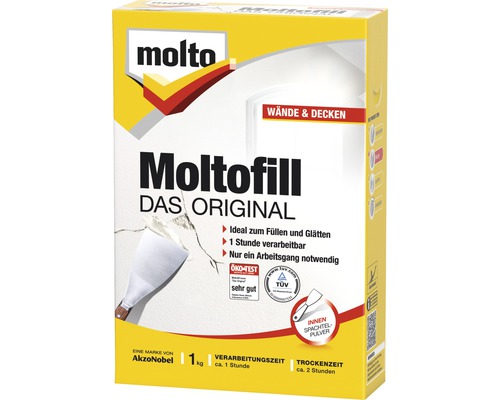 molto
WÄNDE & DECKEN
Moltofill
DAS ORIGINAL
Ideal zum Füllen und Glätten
1 Stunde verarbeitbar
Nur ein Arbeitsgang notwendig
ÖKO-TEST
sehr gut
TÜV
INNEN
SPACHTEL-
PULVER
EINE MARKE VON
AkzoNobel
1 kg
VERARBEITUNGSZEIT
ca. 1 Stunde
TROCKENZEIT
ca. 2 Stunden